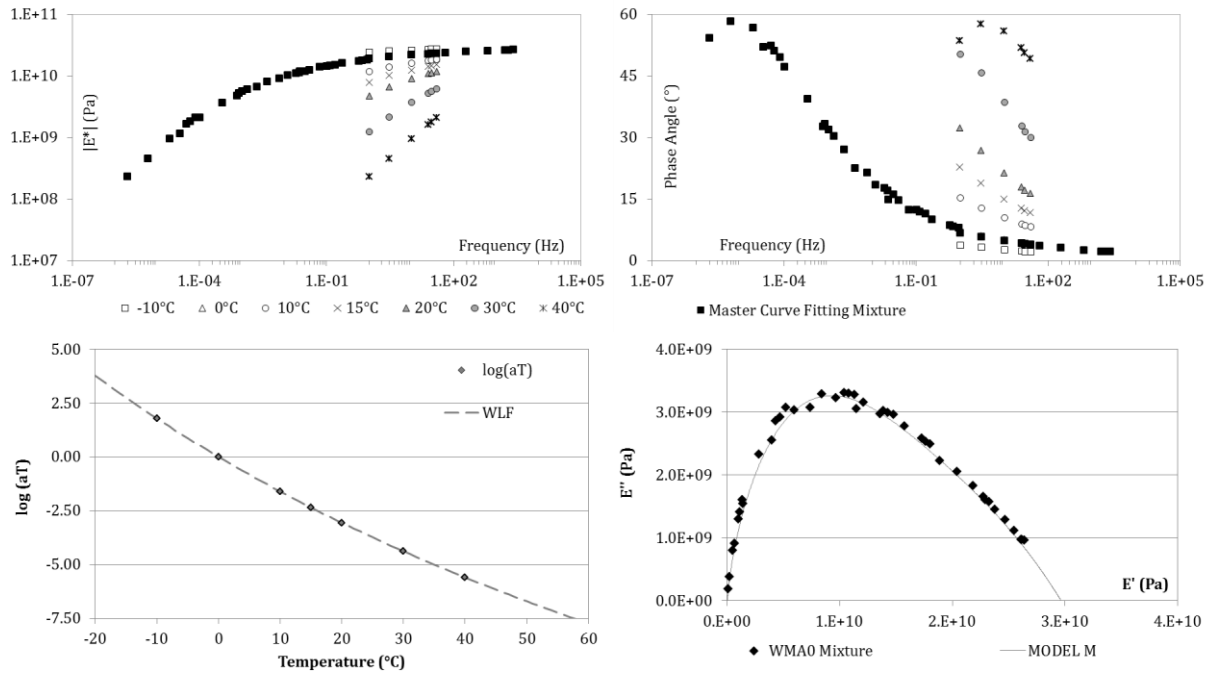 1.E+11
1.E+10
1.E+09
1.E+08
1.E+07
|E*| (Pa)
Frequency (Hz)
1.E-07
1.E-04
1.E-01
1.E+02
1.E+05
-10°C
0°C
10°C
15°C
20°C
30°C
40°C
60
45
30
15
0
Phase Angle (°)
Frequency (Hz)
1.E-07
1.E-04
1.E-01
1.E+02
1.E+05
Master Curve Fitting Mixture
5.00
2.50
0.00
-2.50
-5.00
-7.50
log (aT)
log(aT)
WLF
-20
-10
0
10
20
30
40
50
60
Temperature (°C)
4.0E+09
3.0E+09
2.0E+09
1.0E+09
0.0E+00
E'' (Pa)
E' (Pa)
0.E+00
1.E+10
2.E+10
3.E+10
4.E+10
WMA0 Mixture
MODEL M